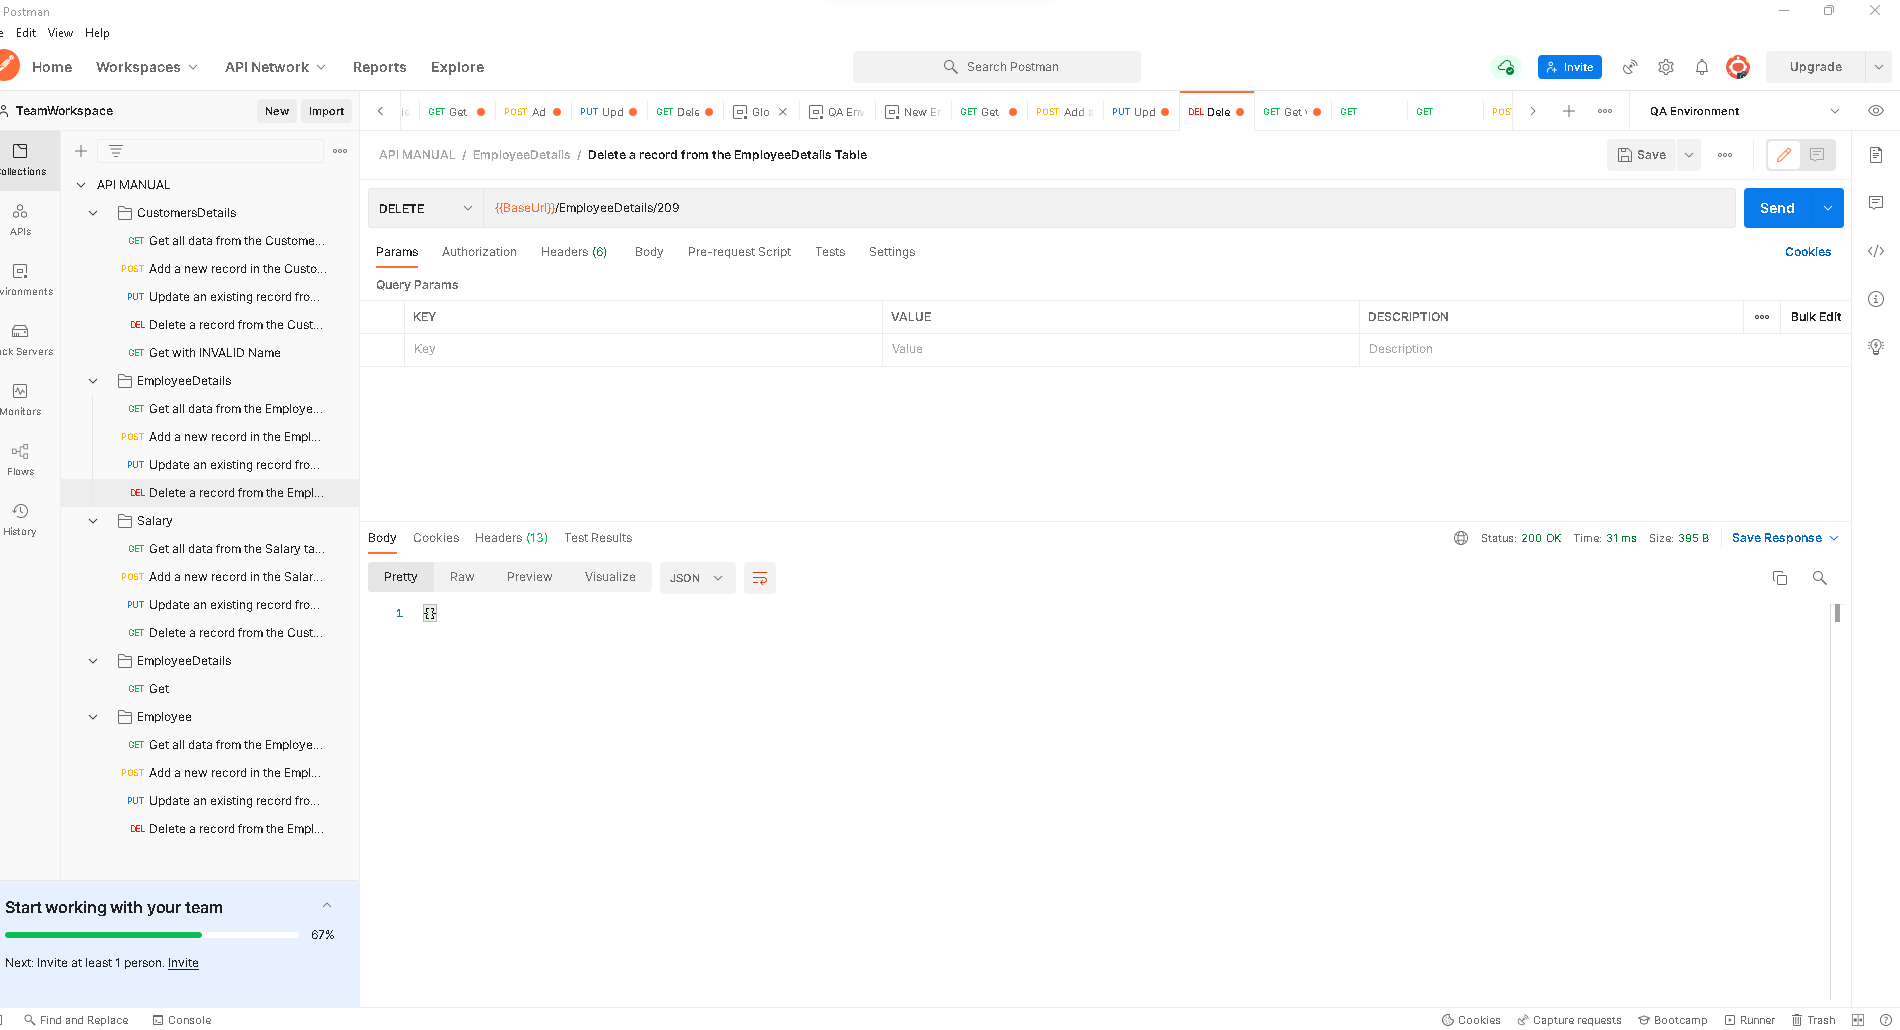 Postman
Edit View Help
Home Workspaces API Network Reports Explore
Search Postman
Invite
Upgrade
TeamWorkspace
New Import
GET Get
POST Ad
PUT Upd
GET Dele
Glo
QA Env
New Er
GET Get
POST Add
PUT Upd
DEL Dele
GET Get
GET
GET
POS
QA Environment
API MANUAL / EmployeeDetails / Delete a record from the EmployeeDetails Table
Save
DELETE
{{BaseUrl}}/EmployeeDetails/209
Send
Params Authorization Headers (6) Body Pre-request Script Tests Settings
Cookies
Query Params
KEY VALUE DESCRIPTION
Bulk Edit
Key Value Description
ollections
APIs
vironments
ck Servers
Monitors
Flows
History
API MANUAL
CustomersDetails
GET Get all data from the Custome...
POST Add a new record in the Custo...
PUT Update an existing record fro...
DEL Delete a record from the Cust...
GET Get with INVALID Name
EmployeeDetails
GET Get all data from the Employe...
POST Add a new record in the Empl...
PUT Update an existing record fro...
DEL Delete a record from the Empl...
Salary
GET Get all data from the Salary ta...
POST Add a new record in the Salar...
PUT Update an existing record fro...
GET Delete a record from the Cust...
EmployeeDetails
GET Get
Employee
GET Get all data from the Employe...
POST Add a new record in the Empl...
PUT Update an existing record fro...
DEL Delete a record from the Empl...
Body Cookies Headers (13) Test Results
Status: 200 OK Time: 31 ms Size: 395 B
Save Response
Pretty Raw Preview Visualize JSON
1 {}
Start working with your team
67%
Next: Invite at least 1 person. Invite
Find and Replace Console
Cookies Capture requests Bootcamp Runner Trash